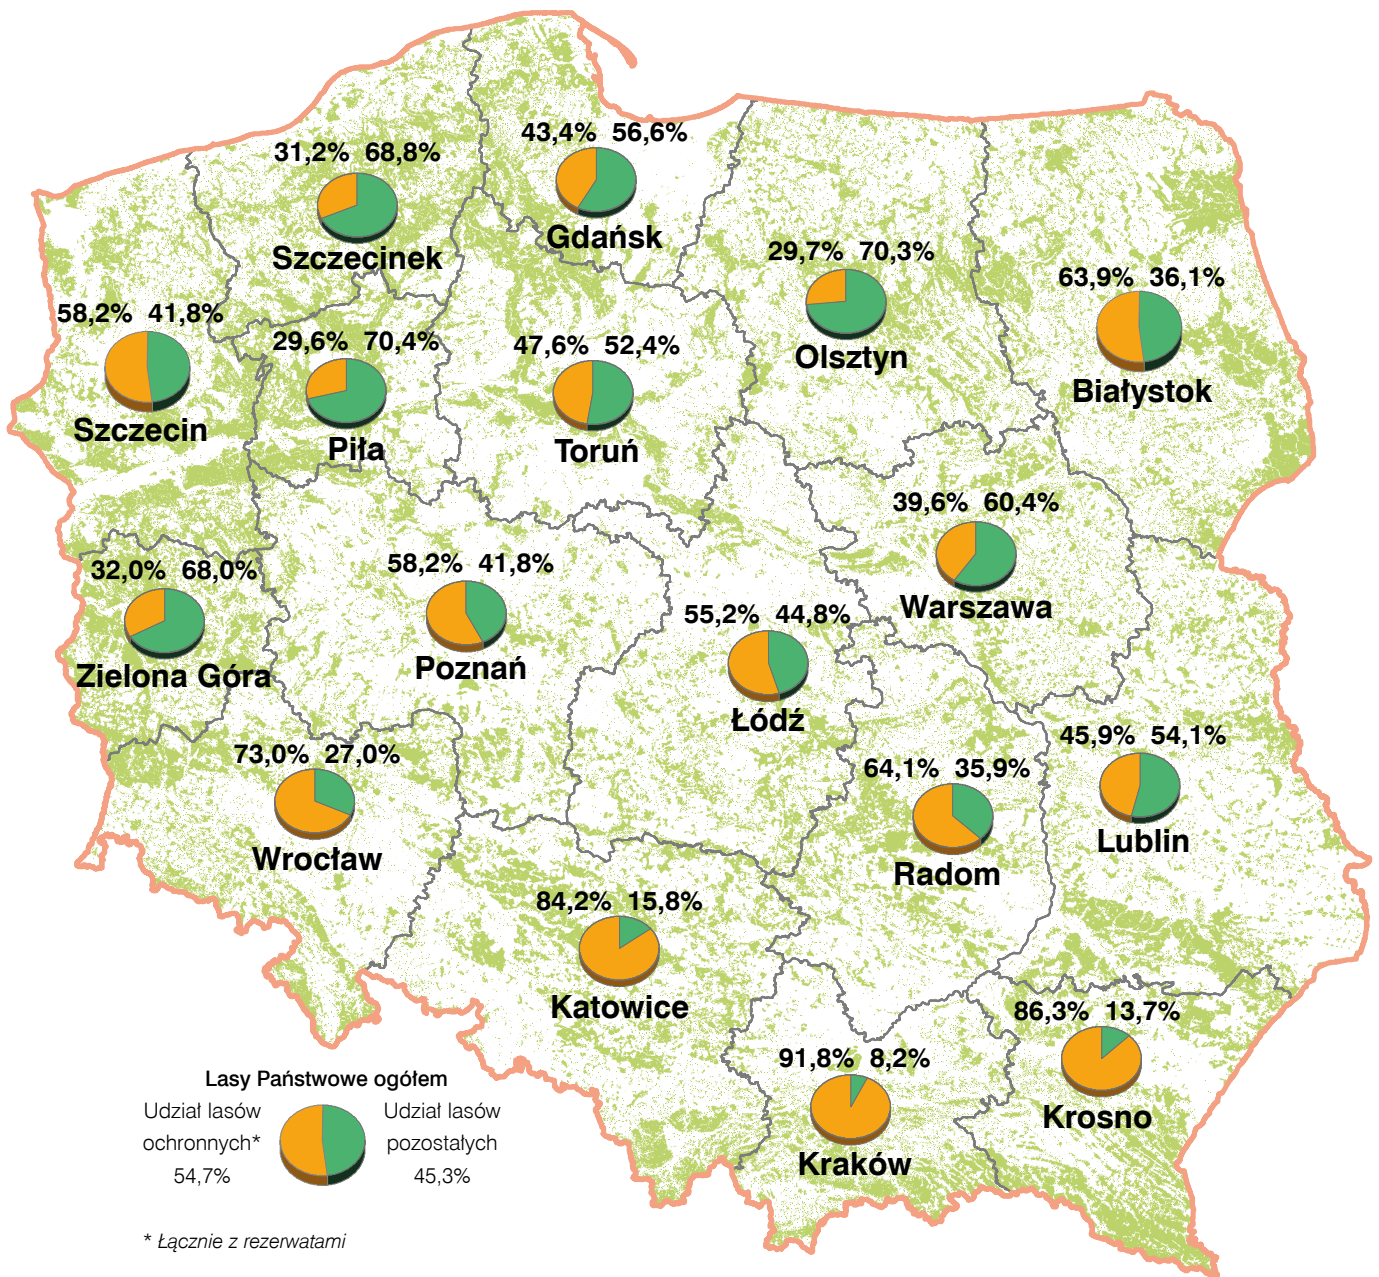 43,4% 56,6%
Gdańsk
31,2% 68,8%
Szczecinek
29,7% 70,3%
Olsztyn
63,9% 36,1%
Białystok
58,2% 41,8%
Szczecin
29,6% 70,4%
Piła
47,6% 52,4%
Toruń
39,6% 60,4%
Warszawa
32,0% 68,0%
Zielona Góra
58,2% 41,8%
Poznań
55,2% 44,8%
Łódź
73,0% 27,0%
Wrocław
64,1% 35,9%
Radom
45,9% 54,1%
Lublin
84,2% 15,8%
Katowice
86,3% 13,7%
Krosno
91,8% 8,2%
Kraków
Lasy Państwowe ogółem
Udział lasów
ochronnych*
54,7%
Udział lasów
pozostałych
45,3%
* Łącznie z rezerwatami